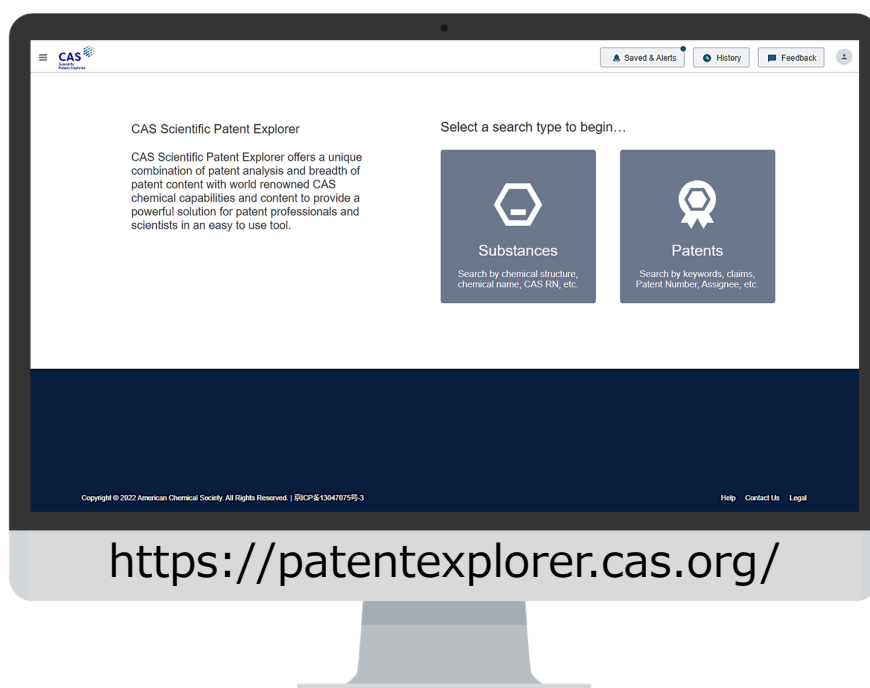 CAS
Scientific
Patent Explorer
Saved & Alerts
History
Feedback
CAS Scientific Patent Explorer
CAS Scientific Patent Explorer offers a unique
combination of patent analysis and breadth of
patent content with world renowned CAS
chemical capabilities and content to provide a
powerful solution for patent professionals and
scientists in an easy to use tool.
Select a search type to begin…
Substances
Search by chemical structure,
chemical name, CAS RN, etc.
Patents
Search by keywords, claims,
Patent Number, Assignee, etc.
Copyright © 2022 American Chemical Society. All Rights Reserved. | 京ICP备13047075号-3
Help Contact Us Legal
https://patentexplorer.cas.org/